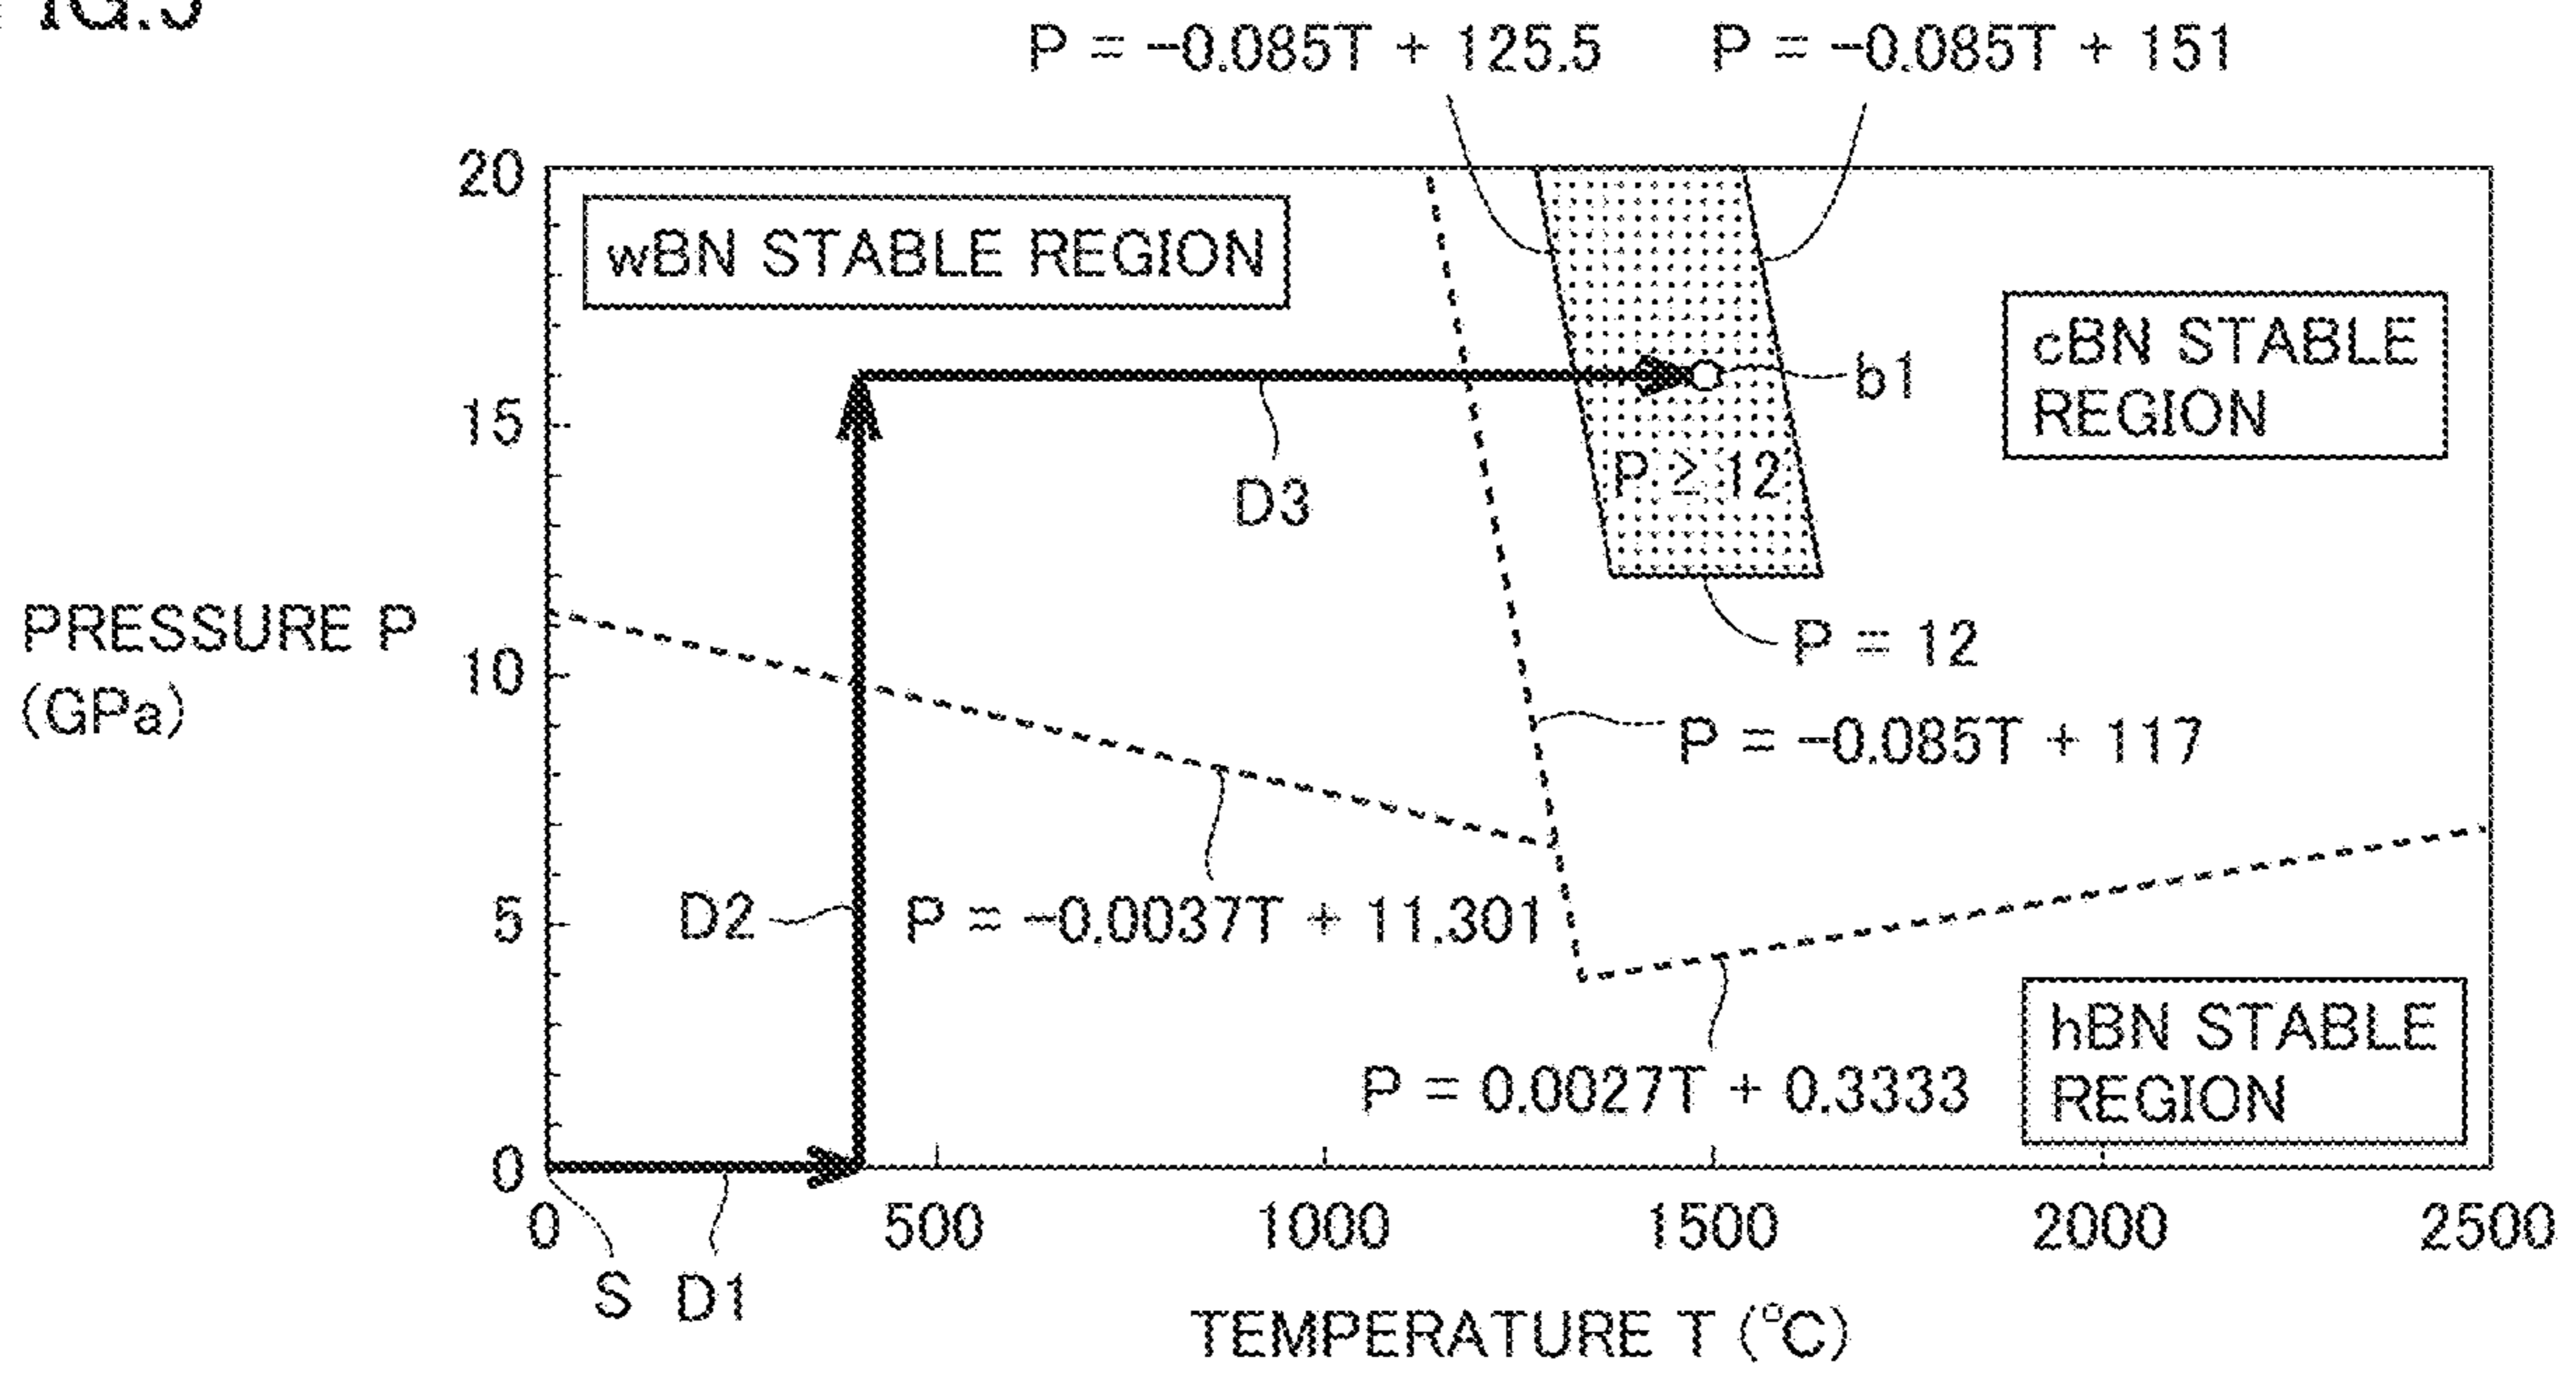 FIG.5
P = −0.085T + 125.5
P = −0.085T + 151
20
wBN STABLE REGION
cBN STABLE
REGION
b1
15
P ≥ 12
D3
PRESSURE P
(GPa)
10
P = 12
P = −0.085T + 117
5
D2
P = −0.0037T + 11.301
hBN STABLE
REGION
P = 0.0027T + 0.3333
0
0
500
1000
1500
2000
2500
S
D1
TEMPERATURE T (°C)